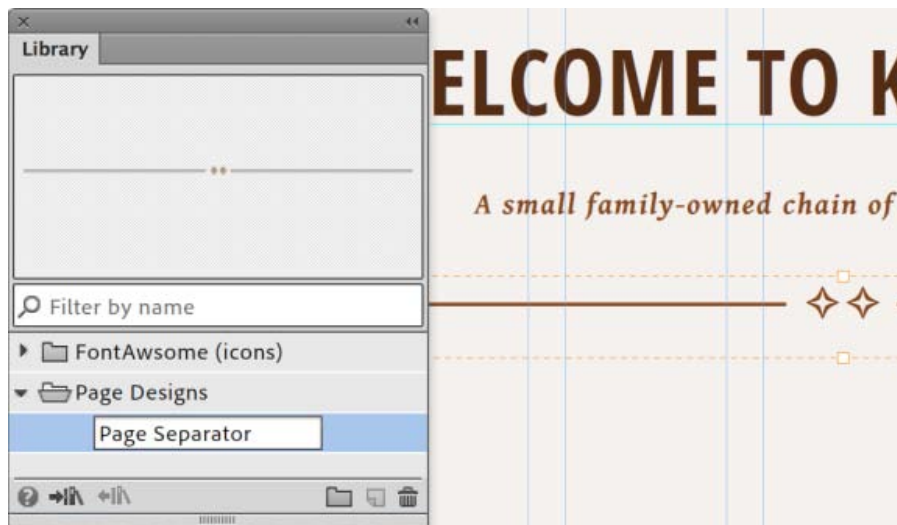 Library
Filter by name
FontAwsome (icons)
Page Designs
Page Separator
ELCOME TO K
A small family-owned chain of